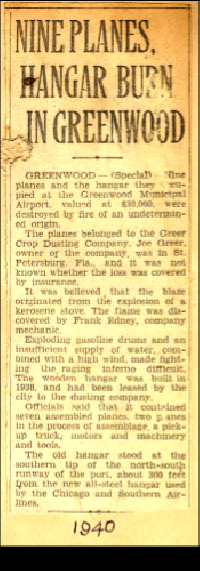 NINE PLANES,
HANGAR BURN
IN GREENWOOD
GREENWOOD — (Special) Nine
planes and the hangar they
pied at the Greenwood Municipal
Airport, valued at $30,000, were
destroyed by fire of an undetermin-
ed origin.
The planes belonged to the Greer
Crop Dusting Company. Joe Greer,
owner of the company, was in St.
Petersburg, Fla., and it was not
known whether the loss was covered
by insurance.
It was believed that the blaze
originated from the explosion of a
kerosene stove. The flame was dis-
covered by Frank Edney, company
mechanic.
Exploding gasoline drums and an
insufficient supply of water, com-
bined with a high wind, made fight-
ing the raging inferno difficult.
The wooden hangar was built in
1938, and had been leased by the
city to the dusting company.
Officials said that it contained
seven assembled planes, two planes
in the process of assemblage, a pick-
up truck, motors and machinery
and tools.
The old hangar stood at the
southern tip of the north-south
runway of the port, about 300 feet
from the new all-steel hangar used
by the Chicago and Southern Air-
lines.
1940